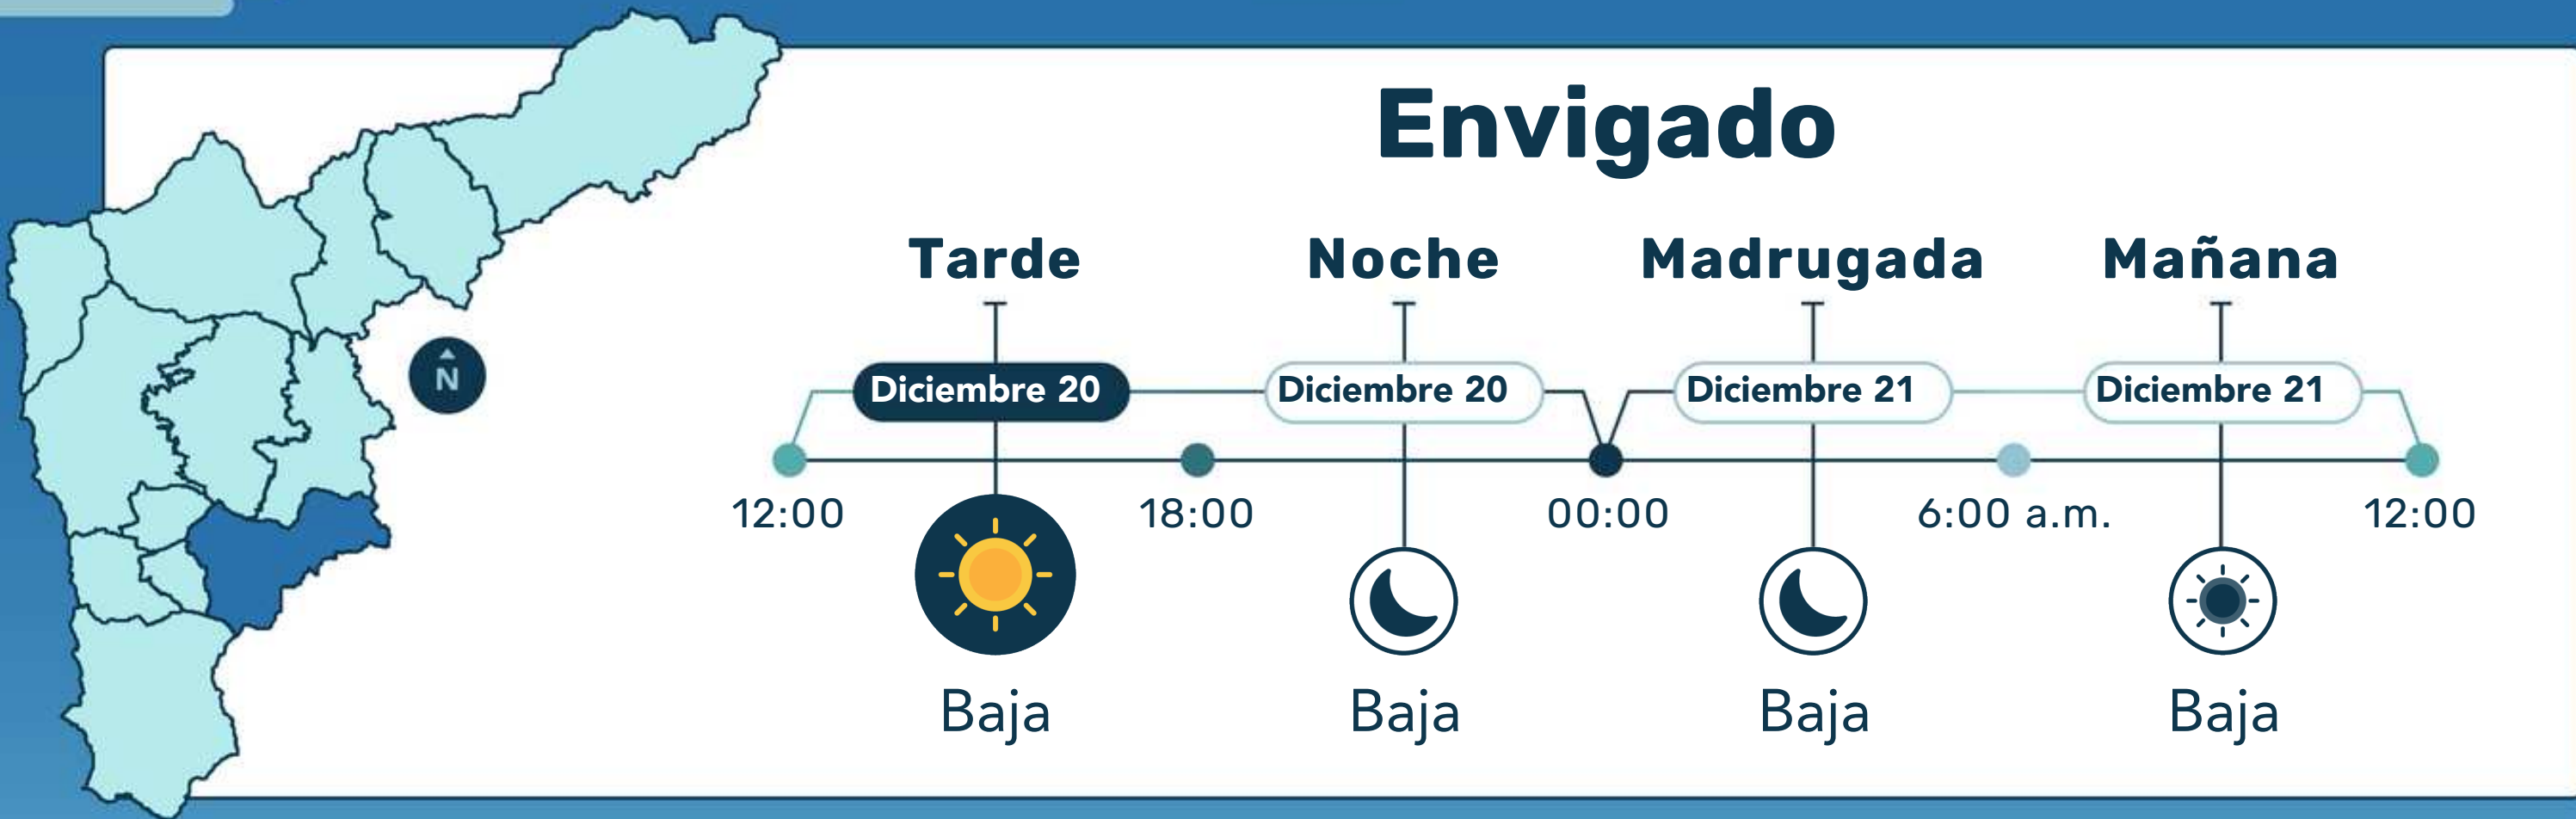 Envigado
Tarde Noche Madrugada Mañana
Diciembre 20 Diciembre 20 Diciembre 21 Diciembre 21
N
12:00 18:00 00:00 6:00 a.m. 12:00
Baja Baja Baja Baja